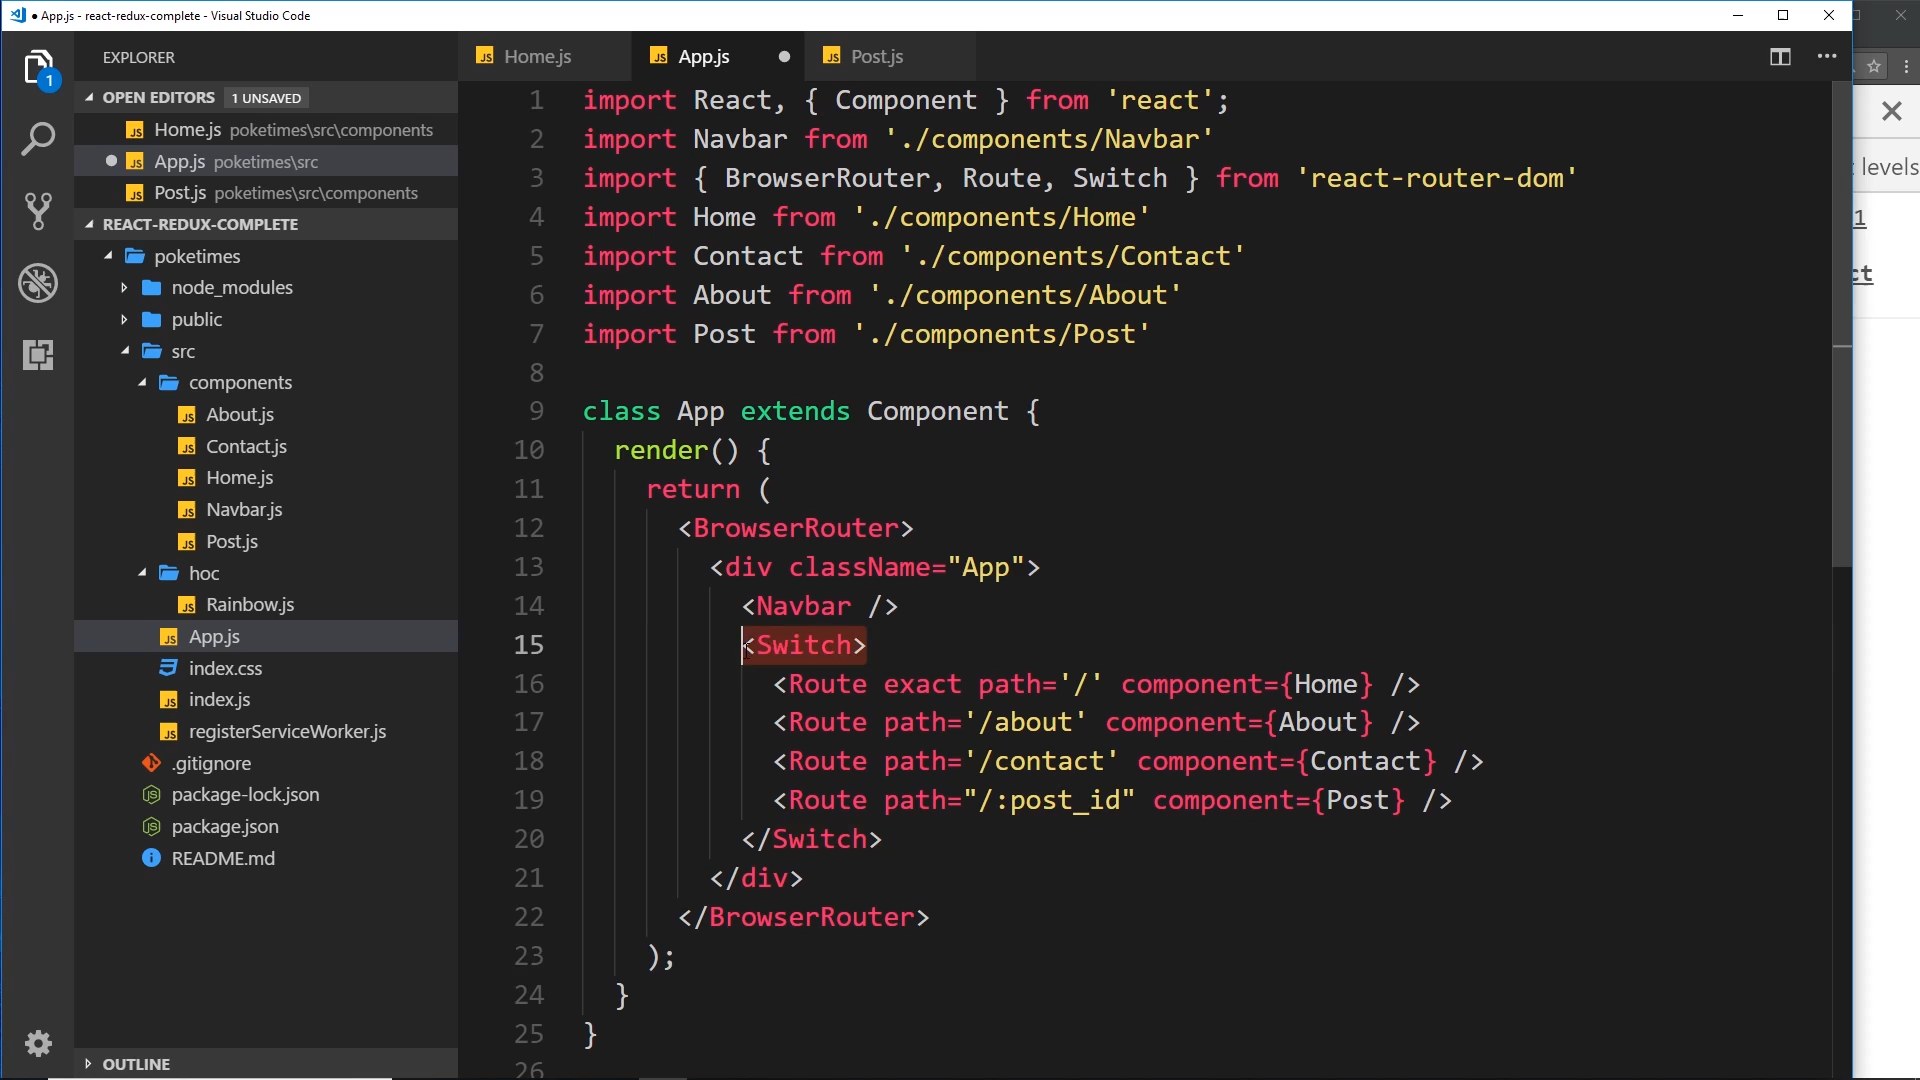 App.js - react-redux-complete - Visual Studio Code
EXPLORER
1
OPEN EDITORS 1 UNSAVED
Home.js poketimes\src\components
App.js poketimes\src
Post.js poketimes\src\components
REACT-REDUX-COMPLETE
poketimes
node_modules
public
src
components
About.js
Contact.js
Home.js
Navbar.js
Post.js
hoc
Rainbow.js
App.js
index.css
index.js
registerServiceWorker.js
.gitignore
package-lock.json
package.json
README.md
OUTLINE
Home.js App.js Post.js
1 import React, { Component } from 'react';
2 import Navbar from './components/Navbar'
3 import { BrowserRouter, Route, Switch } from 'react-router-dom'
4 import Home from './components/Home'
5 import Contact from './components/Contact'
6 import About from './components/About'
7 import Post from './components/Post'
8
9 class App extends Component {
10 render() {
11 return (
12 <BrowserRouter>
13 <div className="App">
14 <Navbar />
15 <Switch>
16 <Route exact path='/' component={Home} />
17 <Route path='/about' component={About} />
18 <Route path='/contact' component={Contact} />
19 <Route path="/:post_id" component={Post} />
20 </Switch>
21 </div>
22 </BrowserRouter>
23 );
24 }
25 }
26
levels
1
ct